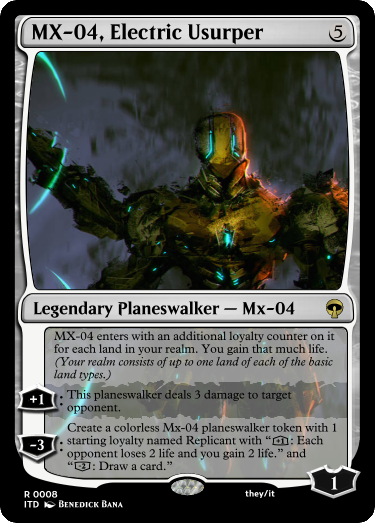 MX-04, Electric Usurper 5
Legendary Planeswalker — Mx-04
MX-04 enters with an additional loyalty counter on it
for each land in your realm. You gain that much life.
(Your realm consists of up to one land of each of the basic
land types.)
+1: This planeswalker deals 3 damage to target
opponent.
-3: Create a colorless Mx-04 planeswalker token with 1
starting loyalty named Replicant with “+1: Each
opponent loses 2 life and you gain 2 life.” and
“-2: Draw a card.”
1
R 0008
ITD BENEDICK BANA
they/it